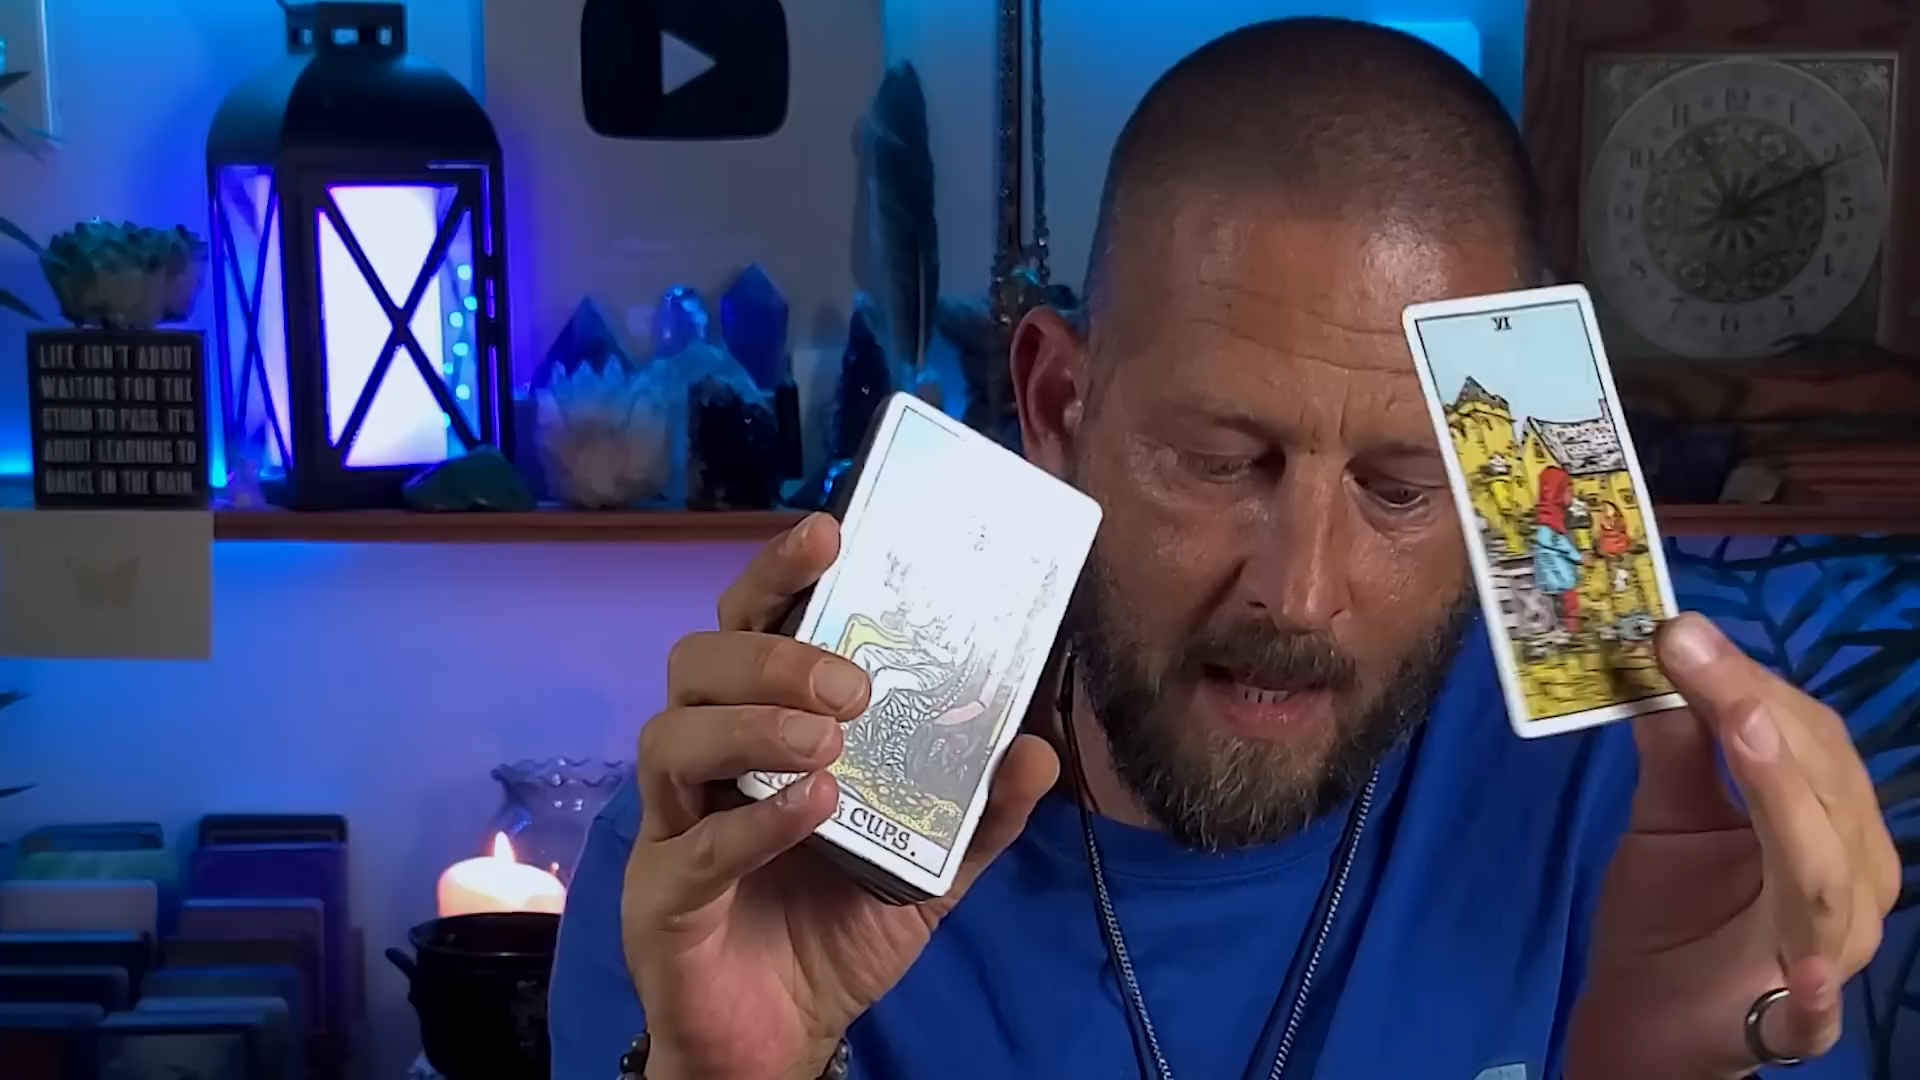 LIFE ISN'T ABOUT
WAITING FOR THE
STORM TO PASS, IT'S
ABOUT LEARNING TO
DANCE IN THE RAIN
VI
CUPS.